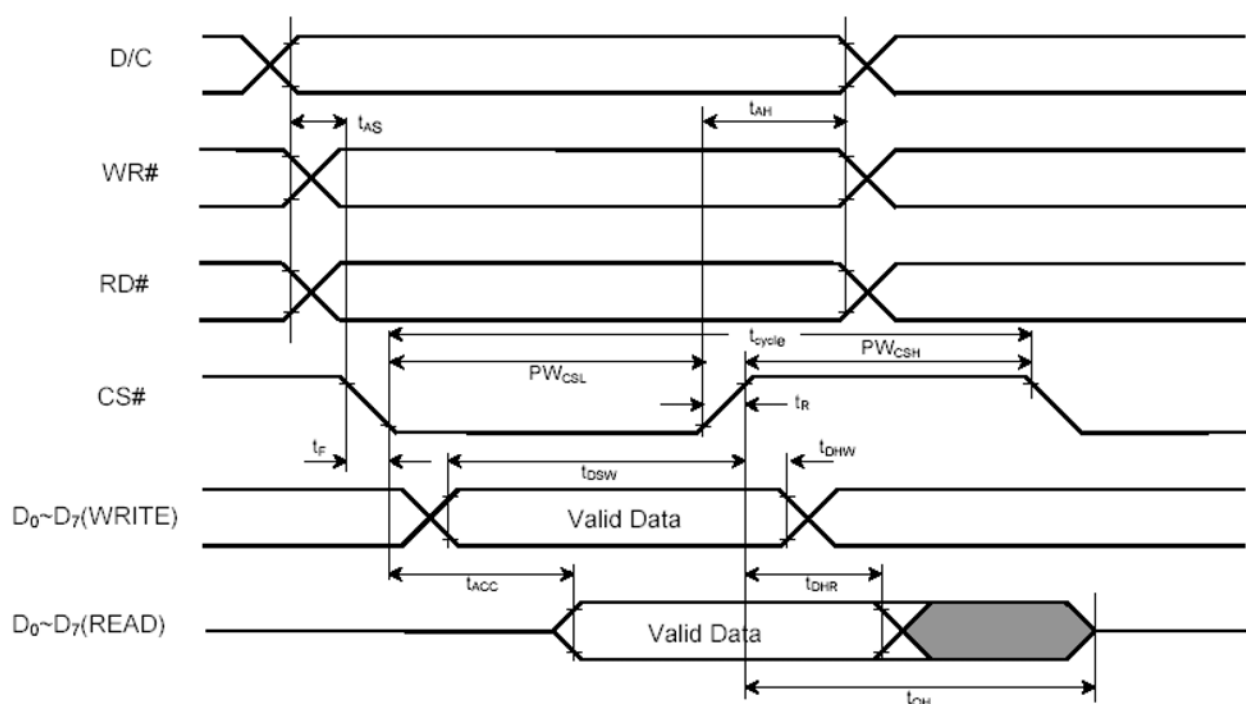 D/C
tAS
tAH
WR#
RD#
tcycle
PWCSL
PWCSH
CS#
tR
tF
tDSW
tDHW
D0~D7(WRITE)
Valid Data
tACC
tDHR
D0~D7(READ)
Valid Data
tOH